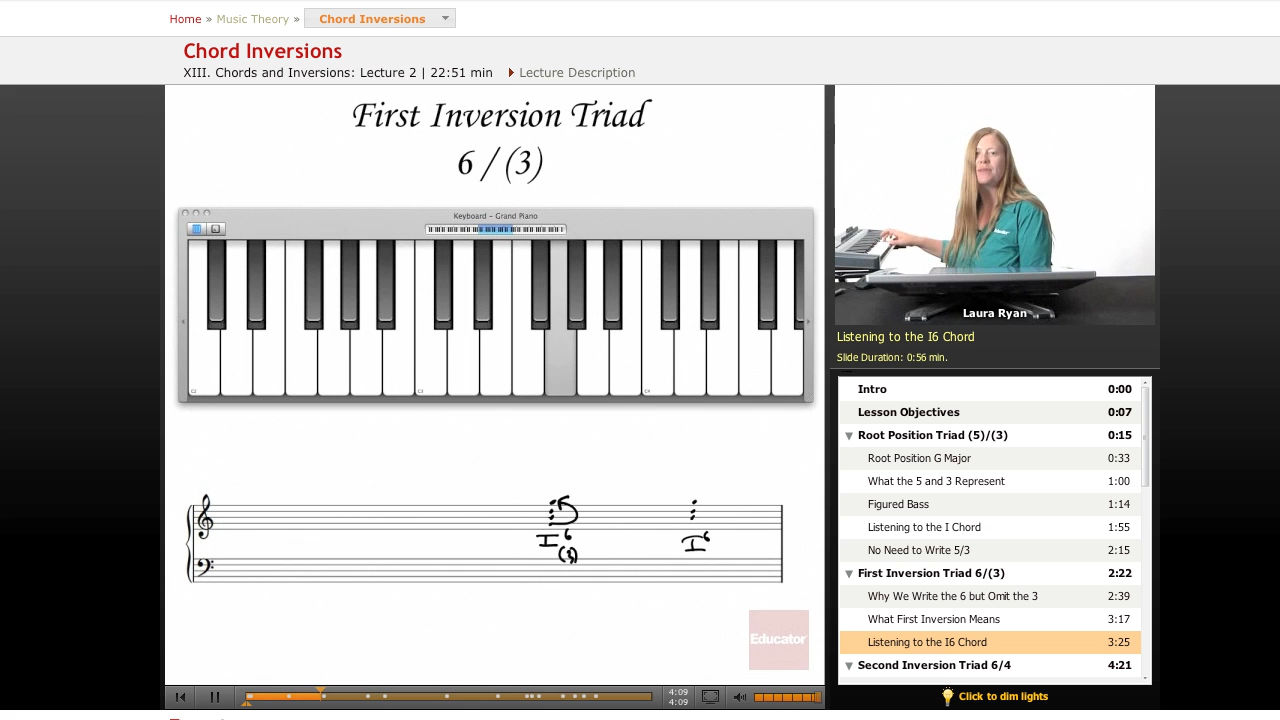 Home » Music Theory » Chord Inversions
Chord Inversions
XIII. Chords and Inversions: Lecture 2 | 22:51 min Lecture Description
First Inversion Triad
6 / (3)
Keyboard - Grand Piano
C2 C3 C4
I6 I6
(3)
Educator
Laura Ryan
Listening to the I6 Chord
Slide Duration: 0:56 min.
Intro 0:00
Lesson Objectives 0:07
Root Position Triad (5)/(3) 0:15
Root Position G Major 0:33
What the 5 and 3 Represent 1:00
Figured Bass 1:14
Listening to the I Chord 1:55
No Need to Write 5/3 2:15
First Inversion Triad 6/(3) 2:22
Why We Write the 6 but Omit the 3 2:39
What First Inversion Means 3:17
Listening to the I6 Chord 3:25
Second Inversion Triad 6/4 4:21
4:09
4:09
Click to dim lights